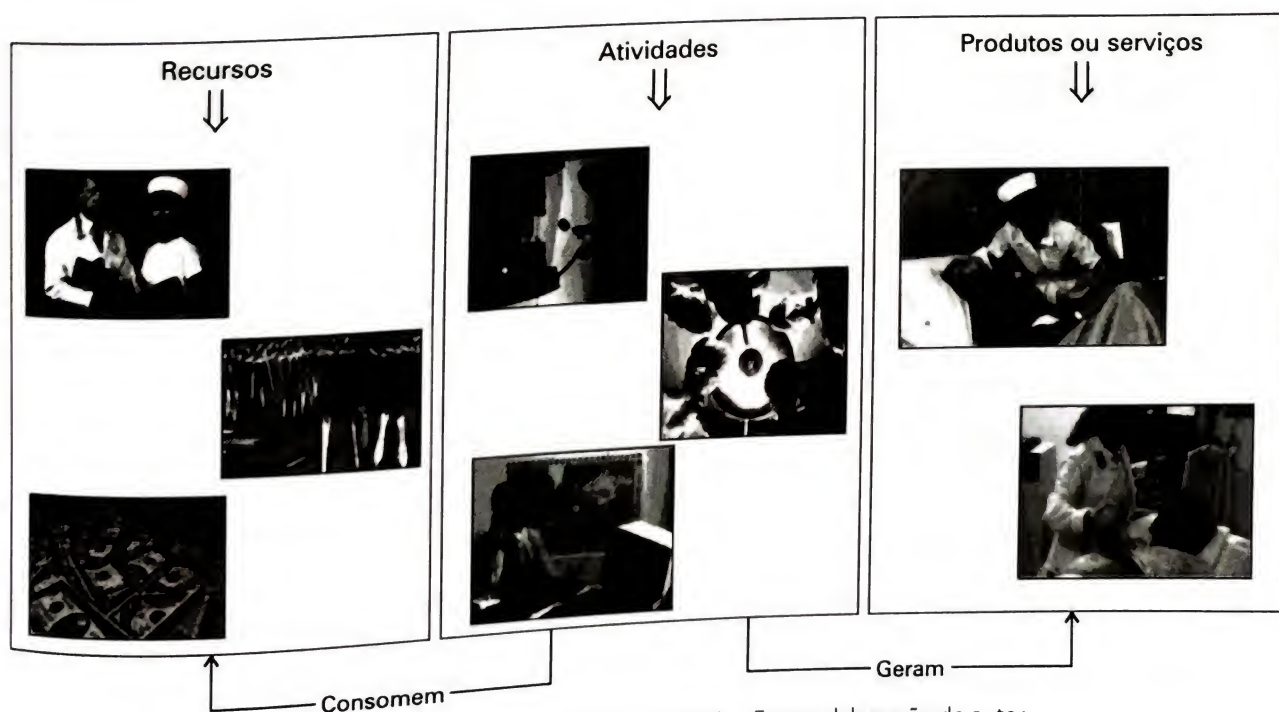 Recursos
Atividades
Produtos ou serviços
Consomem
Geram